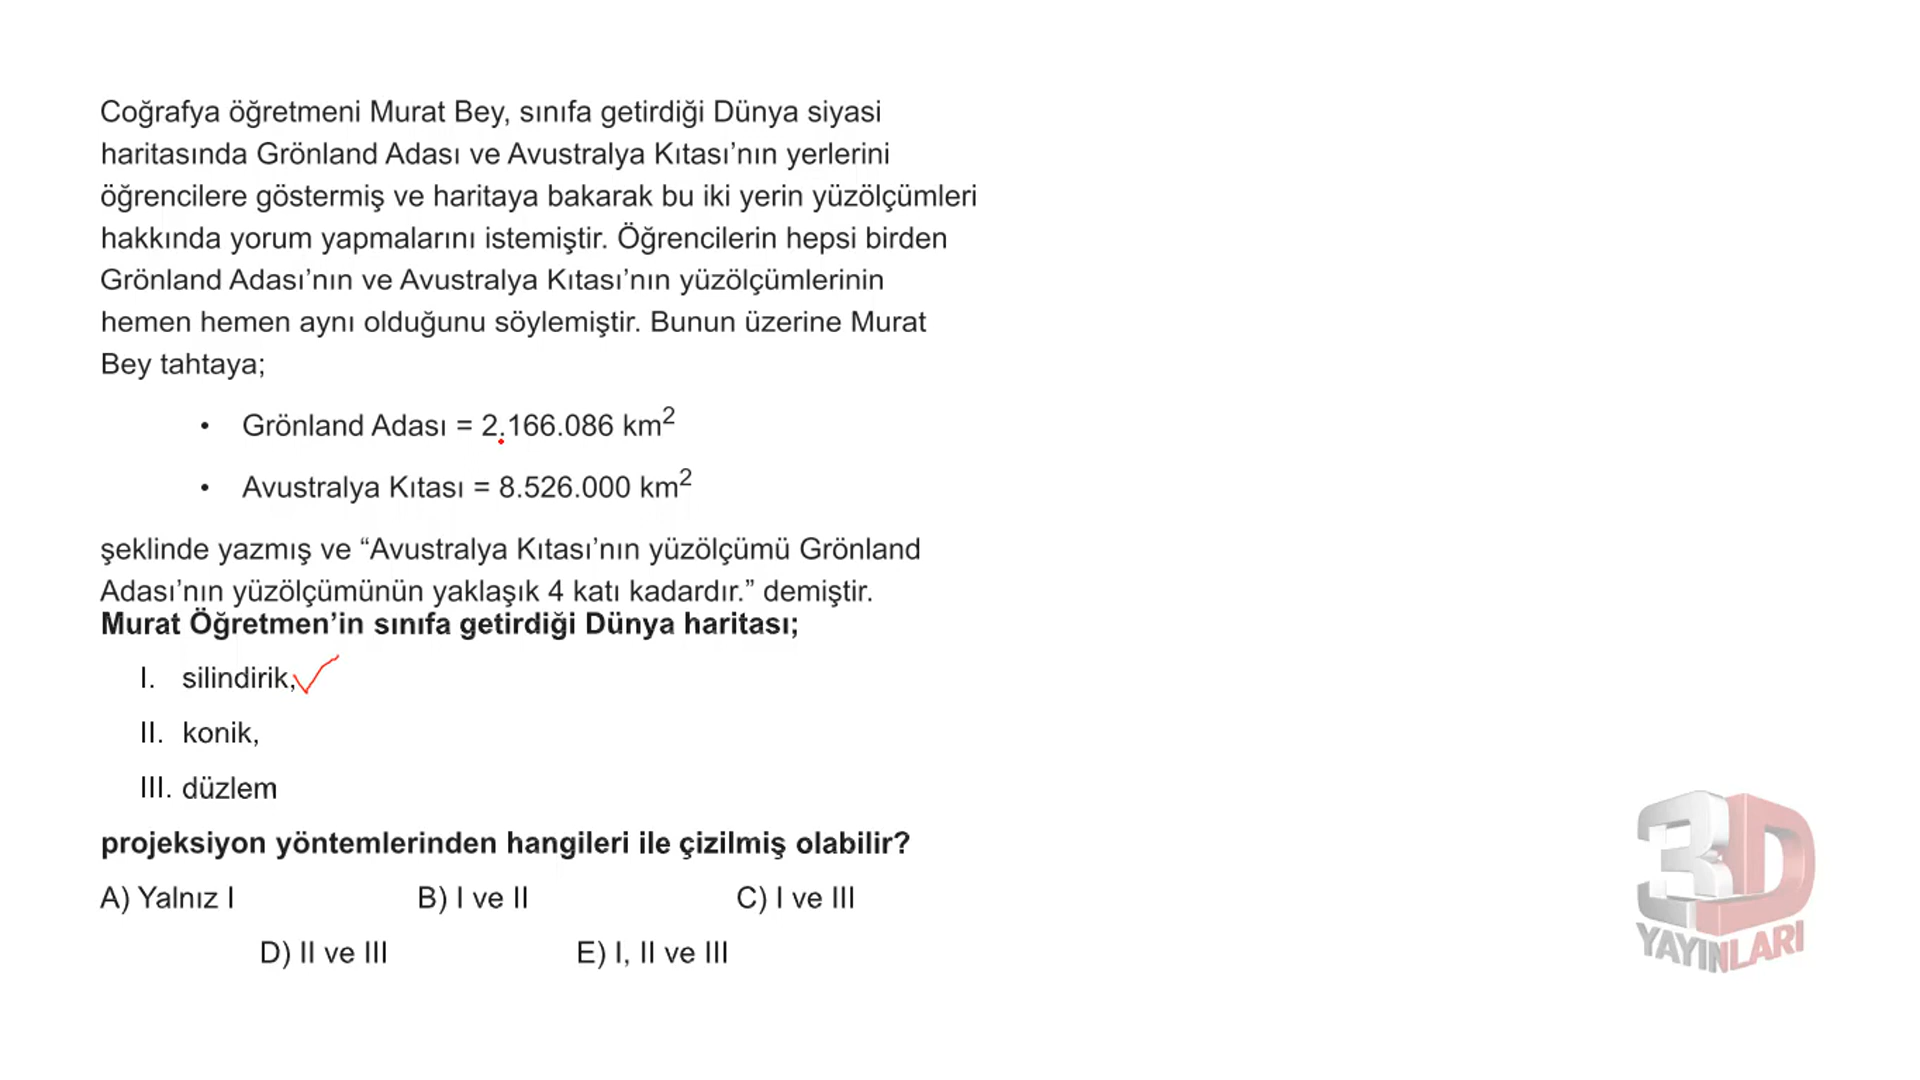 Coğrafya öğretmeni Murat Bey, sınıfa getirdiği Dünya siyasi
haritasında Grönland Adası ve Avustralya Kıtası’nın yerlerini
öğrencilere göstermiş ve haritaya bakarak bu iki yerin yüzölçümleri
hakkında yorum yapmalarını istemiştir. Öğrencilerin hepsi birden
Grönland Adası’nın ve Avustralya Kıtası’nın yüzölçümlerinin
hemen hemen aynı olduğunu söylemiştir. Bunun üzerine Murat
Bey tahtaya;
• Grönland Adası = 2.166.086 km²
• Avustralya Kıtası = 8.526.000 km²
şeklinde yazmış ve “Avustralya Kıtası’nın yüzölçümü Grönland
Adası’nın yüzölçümünün yaklaşık 4 katı kadardır.” demiştir.
Murat Öğretmen’in sınıfa getirdiği Dünya haritası;
I. silindirik,
II. konik,
III. düzlem
projeksiyon yöntemlerinden hangileri ile çizilmiş olabilir?
A) Yalnız I B) I ve II C) I ve III
D) II ve III E) I, II ve III
3D
YAYINLARI